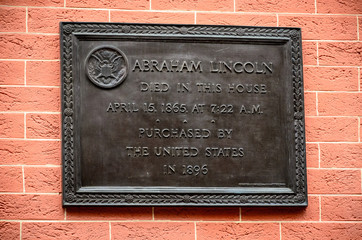 ABRAHAM LINCOLN
DIED IN THIS HOUSE
APRIL 15, 1865, AT 7:22 A.M.
PURCHASED BY
THE UNITED STATES
IN 1896